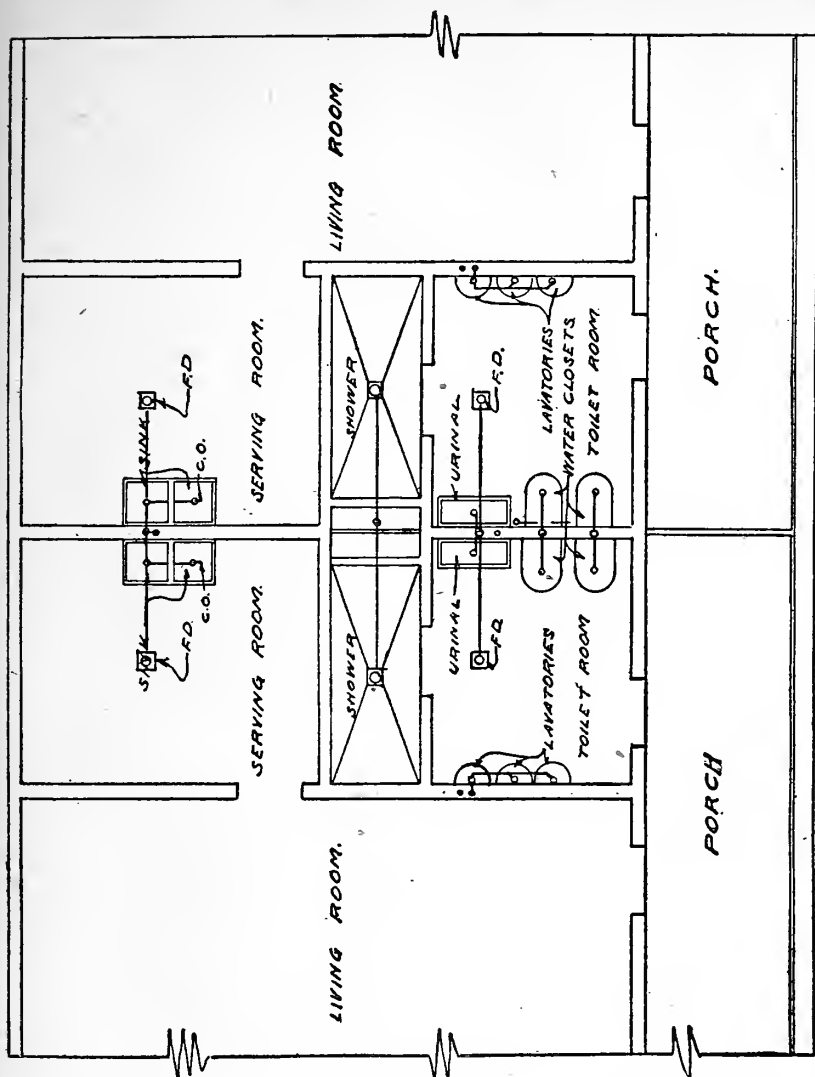 LIVING ROOM.
LIVING ROOM.
SERVING ROOM.
SERVING ROOM.
SINK
F.D
C.O.
SINK
F.D.
C.O.
SHOWER
SHOWER
URINAL
URINAL
F.D.
F.D.
LAVATORIES
WATER CLOSETS.
TOILET ROOM.
LAVATORIES
TOILET ROOM
PORCH.
PORCH